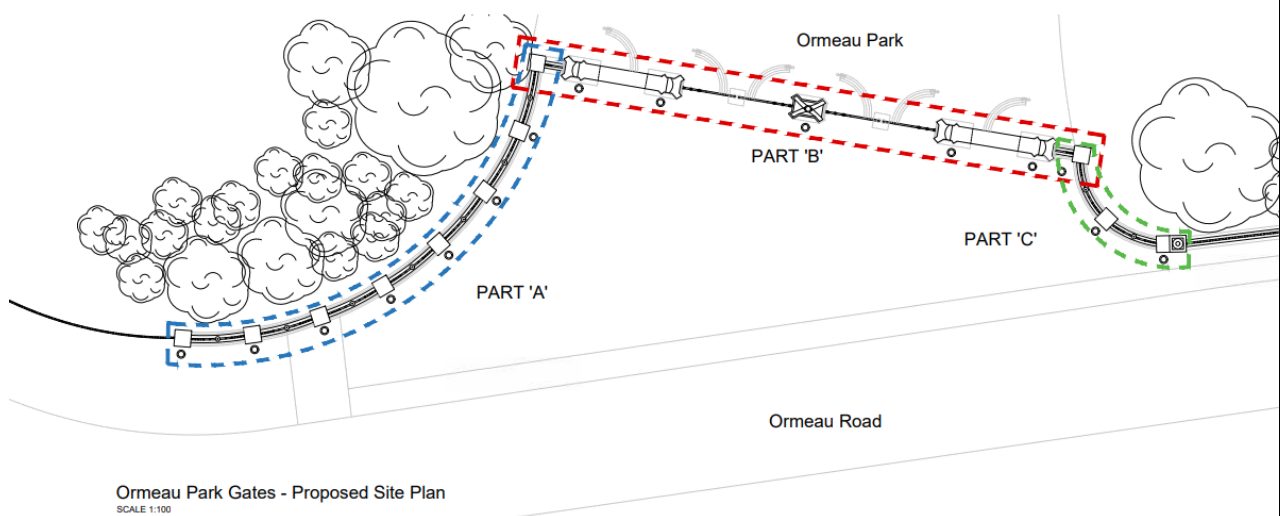 Ormeau Park
PART 'B'
PART 'C'
PART 'A'
Ormeau Road
Ormeau Park Gates - Proposed Site Plan
SCALE 1:100